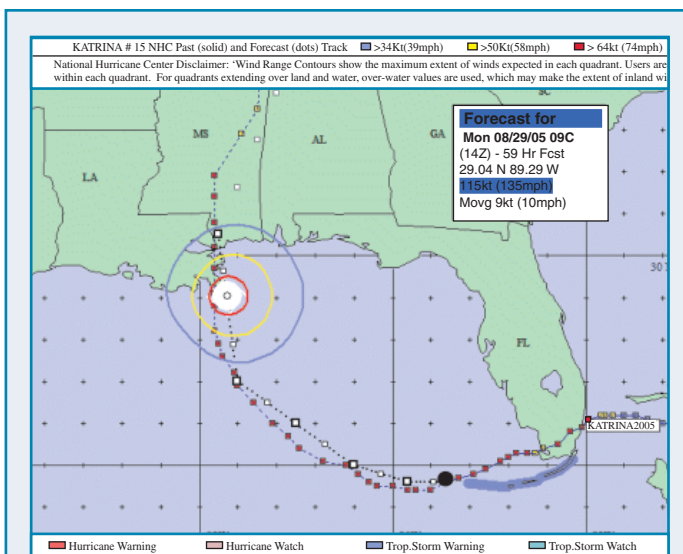 KATRINA # 15 NHC Past (solid) and Forecast (dots) Track >34Kt(39mph) >50Kt(58mph) > 64kt (74mph)
National Hurricane Center Disclaimer: ‘Wind Range Contours show the maximum extent of winds expected in each quadrant. Users are
within each quadrant. For quadrants extending over land and water, over-water values are used, which may make the extent of inland wi
SC
MS
AL
GA
LA
Forecast for
Mon 08/29/05 09C
(14Z) - 59 Hr Fcst
29.04 N 89.29 W
115kt (135mph)
Movg 9kt (10mph)
30
FL
KATRINA2005
Hurricane Warning Hurricane Watch Trop.Storm Warning Trop.Storm Watch